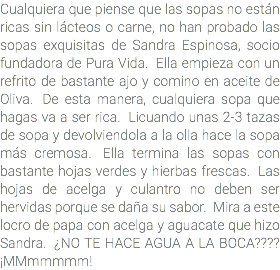 Cualquiera que piense que las sopas no están
ricas sin lácteos o carne, no han probado las
sopas exquisitas de Sandra Espinosa, socio
fundadora de Pura Vida.  Ella empieza con un
refrito de bastante ajo y comino en aceite de
Oliva.  De esta manera, cualquiera sopa que
hagas va a ser rica.  Licuando unas 2-3 tazas
de sopa y devolviendola a la olla hace la sopa
más cremosa.  Ella termina las sopas con
bastante hojas verdes y hierbas frescas.  Las
hojas de acelga y culantro no deben ser
hervidas porque se daña su sabor.  Mira a este
locro de papa con acelga y aguacate que hizo
Sandra.  ¿NO TE HACE AGUA A LA BOCA????
¡MMmmmmm!